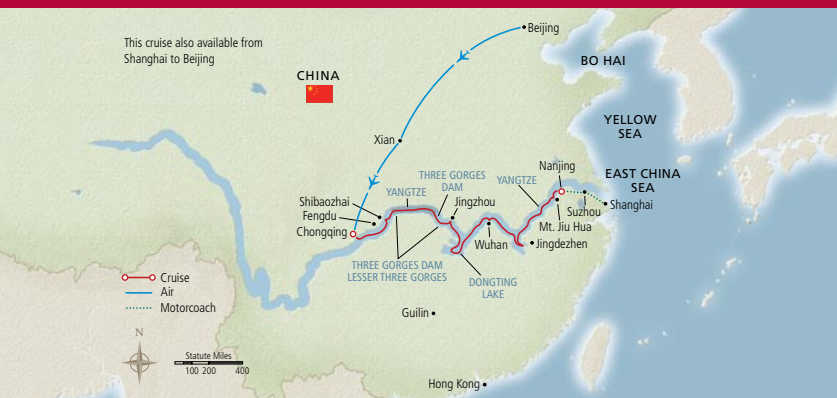 This cruise also available from
Shanghai to Beijing
Beijing
CHINA
BO HAI
YELLOW
SEA
Xian
Nanjing
THREE GORGES
DAM
YANGTZE
EAST CHINA
SEA
YANGTZE
Shibaozhai
Jingzhou
Suzhou
Shanghai
Fengdu
Mt. Jiu Hua
Chongqing
Wuhan
Jingdezhen
THREE GORGES DAM
LESSER THREE GORGES
DONGTING
LAKE
Cruise
Air
Motorcoach
Guilin
N
Statute Miles
100 200 400
Hong Kong